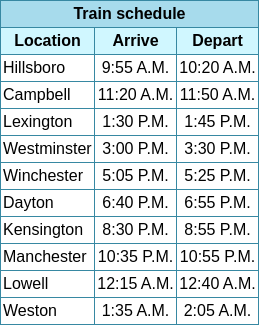 Train schedule
Location Arrive Depart
Hillsboro 9:55 A.M. 10:20 A.M.
Campbell 11:20 A.M. 11:50 A.M.
Lexington 1:30 P.M. 1:45 P.M.
Westminster 3:00 P.M. 3:30 P.M.
Winchester 5:05 P.M. 5:25 P.M.
Dayton 6:40 P.M. 6:55 P.M.
Kensington 8:30 P.M. 8:55 P.M.
Manchester 10:35 P.M. 10:55 P.M.
Lowell 12:15 A.M. 12:40 A.M.
Weston 1:35 A.M. 2:05 A.M.